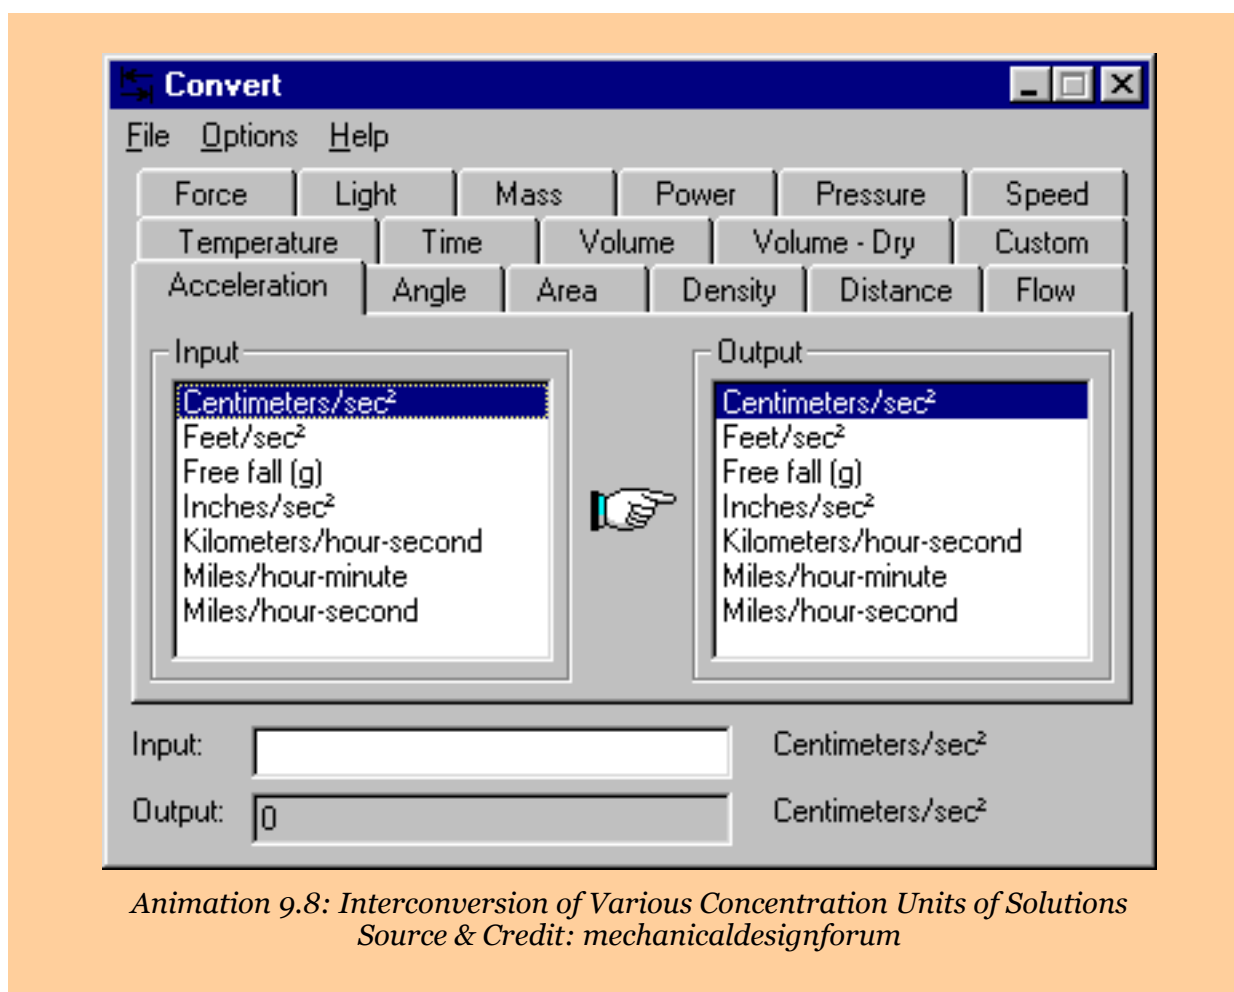 Convert
File Options Help
Force Light Mass Power Pressure Speed
Temperature Time Volume Volume - Dry Custom
Acceleration Angle Area Density Distance Flow
Input
Centimeters/sec²
Feet/sec²
Free fall (g)
Inches/sec²
Kilometers/hour-second
Miles/hour-minute
Miles/hour-second
Output
Centimeters/sec²
Feet/sec²
Free fall (g)
Inches/sec²
Kilometers/hour-second
Miles/hour-minute
Miles/hour-second
Input: Centimeters/sec²
Output: 0 Centimeters/sec²
Animation 9.8: Interconversion of Various Concentration Units of Solutions
Source & Credit: mechanicaldesignforum